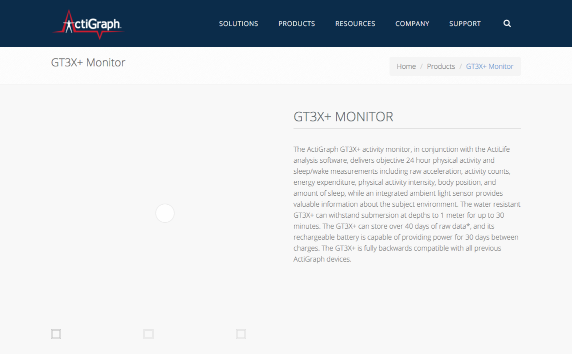 ActiGraph
SOLUTIONS PRODUCTS RESOURCES COMPANY SUPPORT
GT3X+ Monitor
Home / Products / GT3X+ Monitor
GT3X+ MONITOR
The ActiGraph GT3X+ activity monitor, in conjunction with the ActiLife
analysis software, delivers objective 24 hour physical activity and
sleep/wake measurements including raw acceleration, activity counts,
energy expenditure, physical activity intensity, body position, and
amount of sleep, while an integrated ambient light sensor provides
valuable information about the subject environment. The water resistant
GT3X+ can withstand submersion at depths to 1 meter for up to 30
minutes. The GT3X+ can store over 40 days of raw data*, and its
rechargeable battery is capable of providing power for 30 days between
charges. The GT3X+ is fully backwards compatible with all previous
ActiGraph devices.